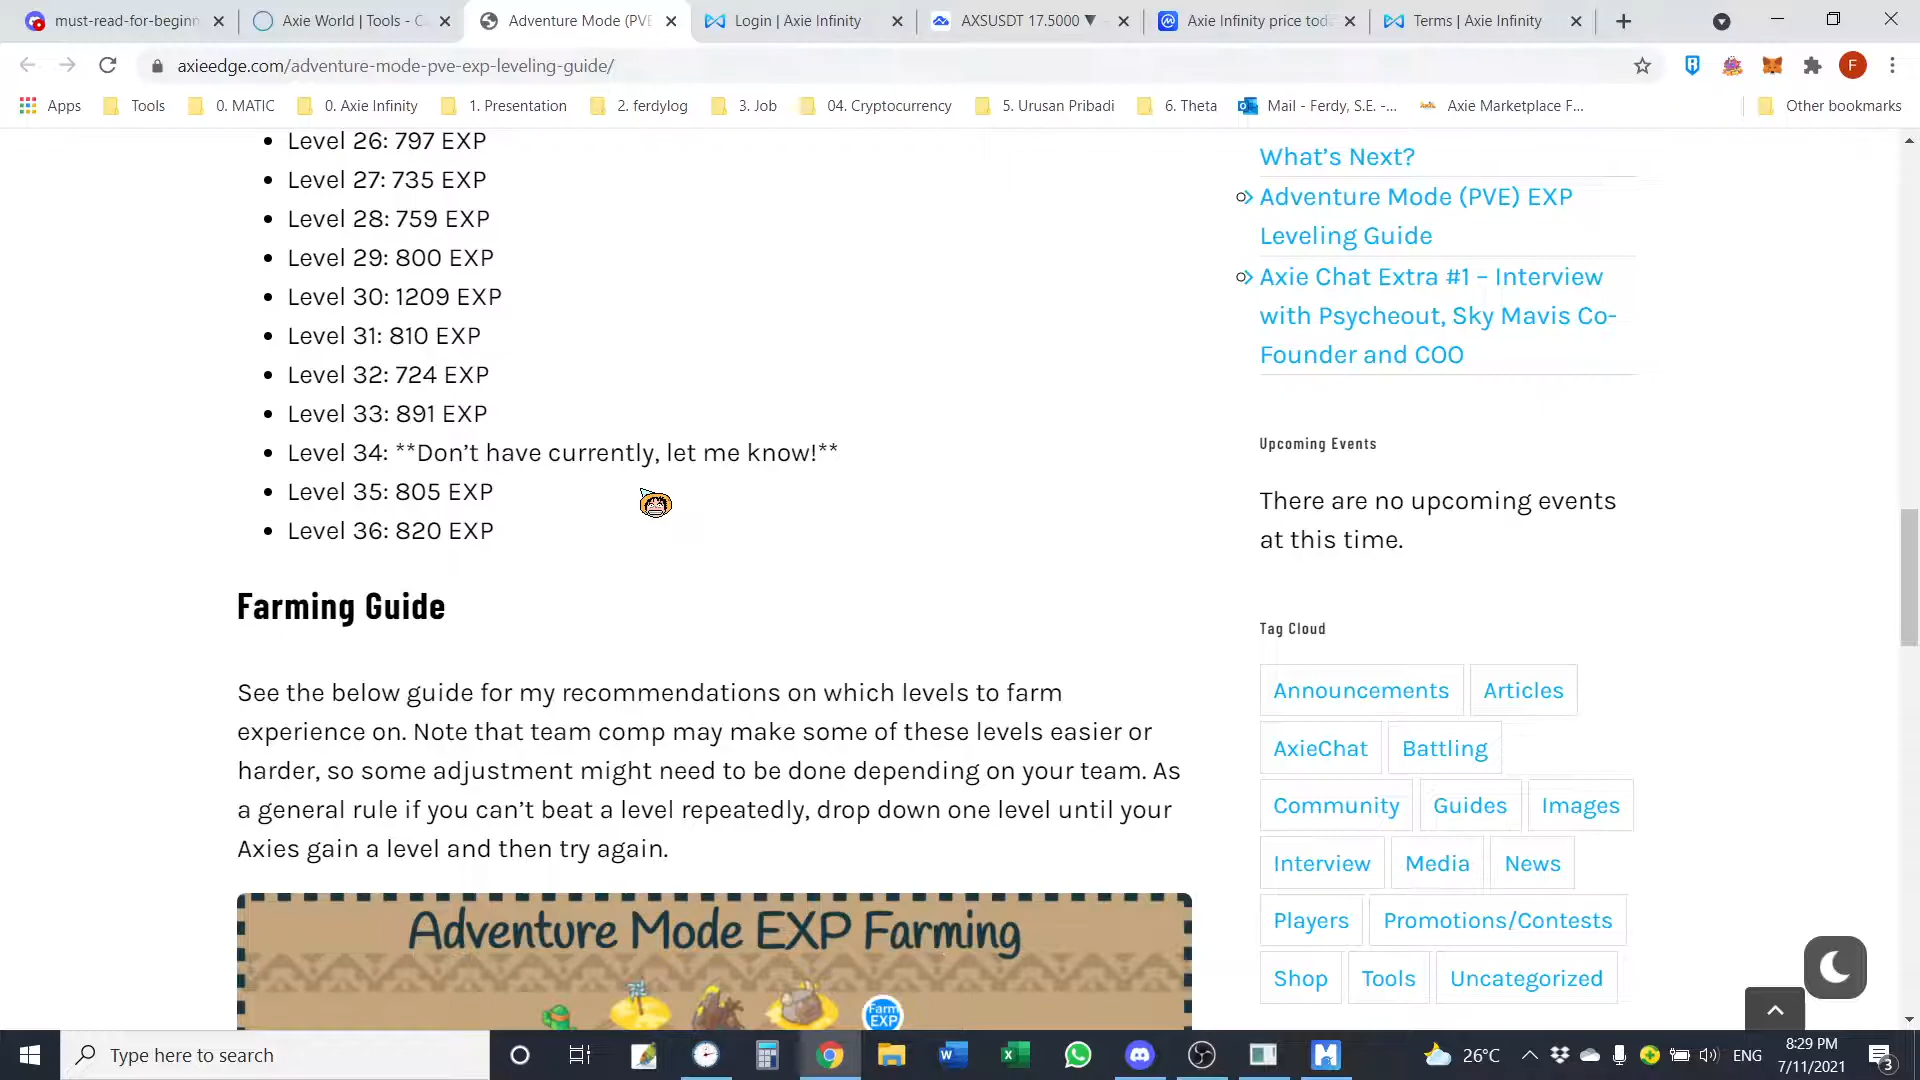 must-read-for-beginn
Axie World | Tools - C
Adventure Mode (PVE
Login | Axie Infinity
AXSUSDT 17.5000 ▼
Axie Infinity price tod
Terms | Axie Infinity
axieedge.com/adventure-mode-pve-exp-leveling-guide/
F
Apps
Tools
0. MATIC
0. Axie Infinity
1. Presentation
2. ferdylog
3. Job
04. Cryptocurrency
5. Urusan Pribadi
6. Theta
Mail - Ferdy, S.E. -...
Axie Marketplace F...
Other bookmarks
Level 26: 797 EXP
Level 27: 735 EXP
Level 28: 759 EXP
Level 29: 800 EXP
Level 30: 1209 EXP
Level 31: 810 EXP
Level 32: 724 EXP
Level 33: 891 EXP
Level 34: **Don't have currently, let me know!**
Level 35: 805 EXP
Level 36: 820 EXP
Farming Guide
See the below guide for my recommendations on which levels to farm
experience on. Note that team comp may make some of these levels easier or
harder, so some adjustment might need to be done depending on your team. As
a general rule if you can't beat a level repeatedly, drop down one level until your
Axies gain a level and then try again.
Adventure Mode EXP Farming
Farm
EXP
What's Next?
Adventure Mode (PVE) EXP
Leveling Guide
Axie Chat Extra #1 – Interview
with Psycheout, Sky Mavis Co-
Founder and COO
Upcoming Events
There are no upcoming events
at this time.
Tag Cloud
Announcements
Articles
AxieChat
Battling
Community
Guides
Images
Interview
Media
News
Players
Promotions/Contests
Shop
Tools
Uncategorized
Type here to search
26°C
ENG
8:29 PM
7/11/2021
3